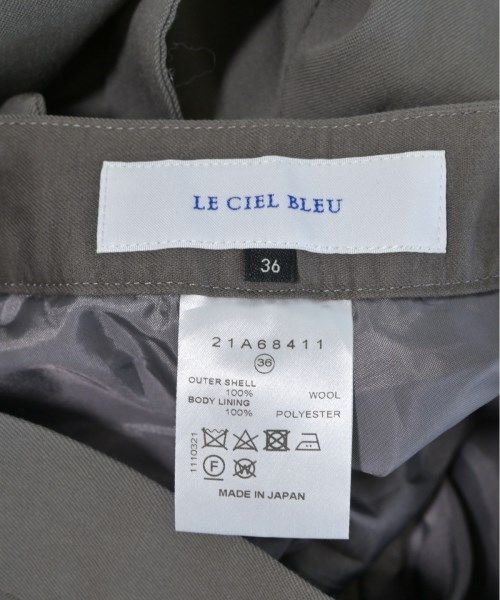 LE CIEL BLEU
36
21A68411
36
OUTER SHELL
100% WOOL
BODY LINING
100% POLYESTER
1110321
F W
MADE IN JAPAN